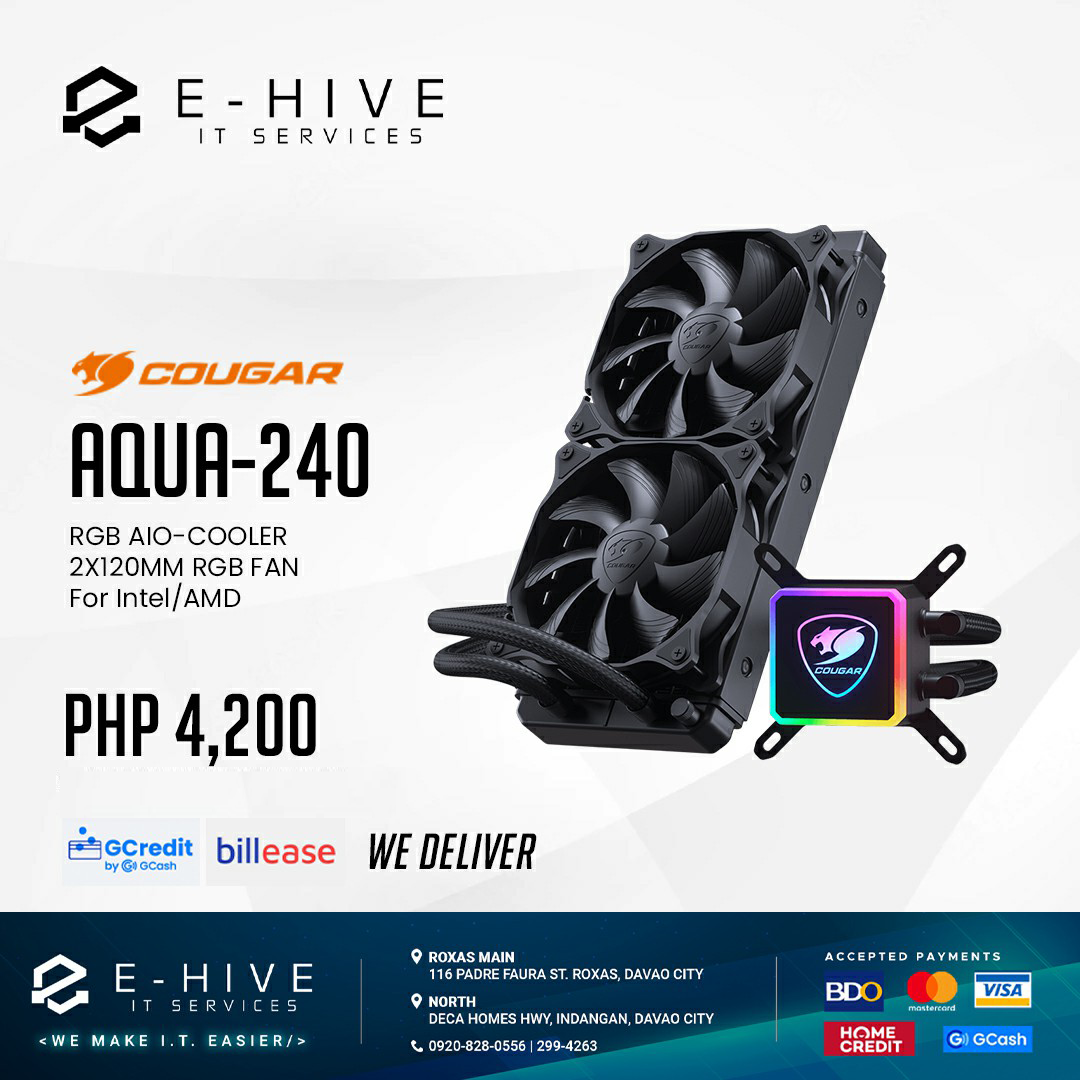 E-HIVE
IT SERVICES
COUGAR
AQUA-240
RGB AIO-COOLER
2X120MM RGB FAN
For Intel/AMD
PHP 4,200
GCredit
by GCash
billease
WE DELIVER
COUGAR
COUGAR
COUGAR
E-HIVE
IT SERVICES
<WE MAKE I.T. EASIER/>
ROXAS MAIN
116 PADRE FAURA ST. ROXAS, DAVAO CITY
NORTH
DECA HOMES HWY, INDANGAN, DAVAO CITY
0920-828-0556 | 299-4263
ACCEPTED PAYMENTS
BDO
mastercard
VISA
HOME
CREDIT
GCash